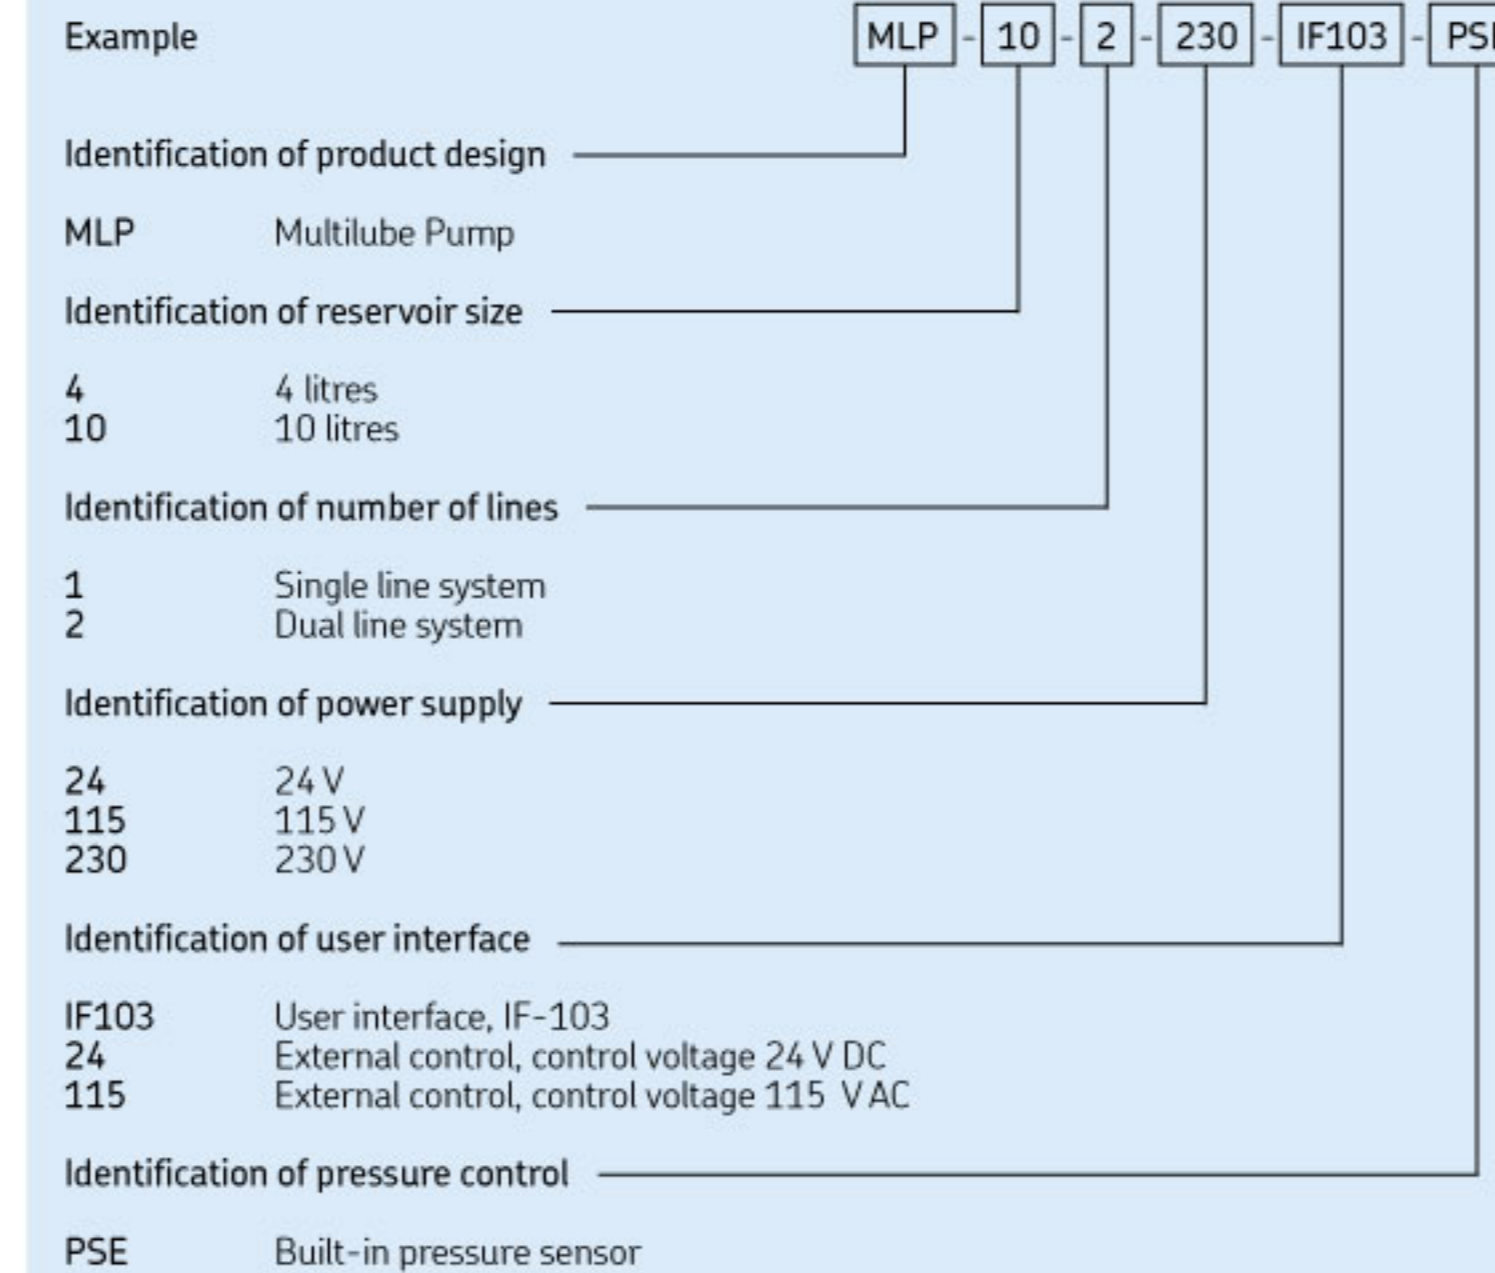 Example MLP - 10 - 2 - 230 - IF103 -
Identification of product design
MLP Multilube Pump
Identification of reservoir size
4 4 litres
10 10 litres
Identification of number of lines
1 Single line system
2 Dual line system
Identification of power supply
24 24 V
115 115 V
230 230 V
Identification of user interface
IF103 User interface, IF-103
24 External control, control voltage 24 V DC
115 External control, control voltage 115 V AC
Identification of pressure control
PSE Built-in pressure sensor